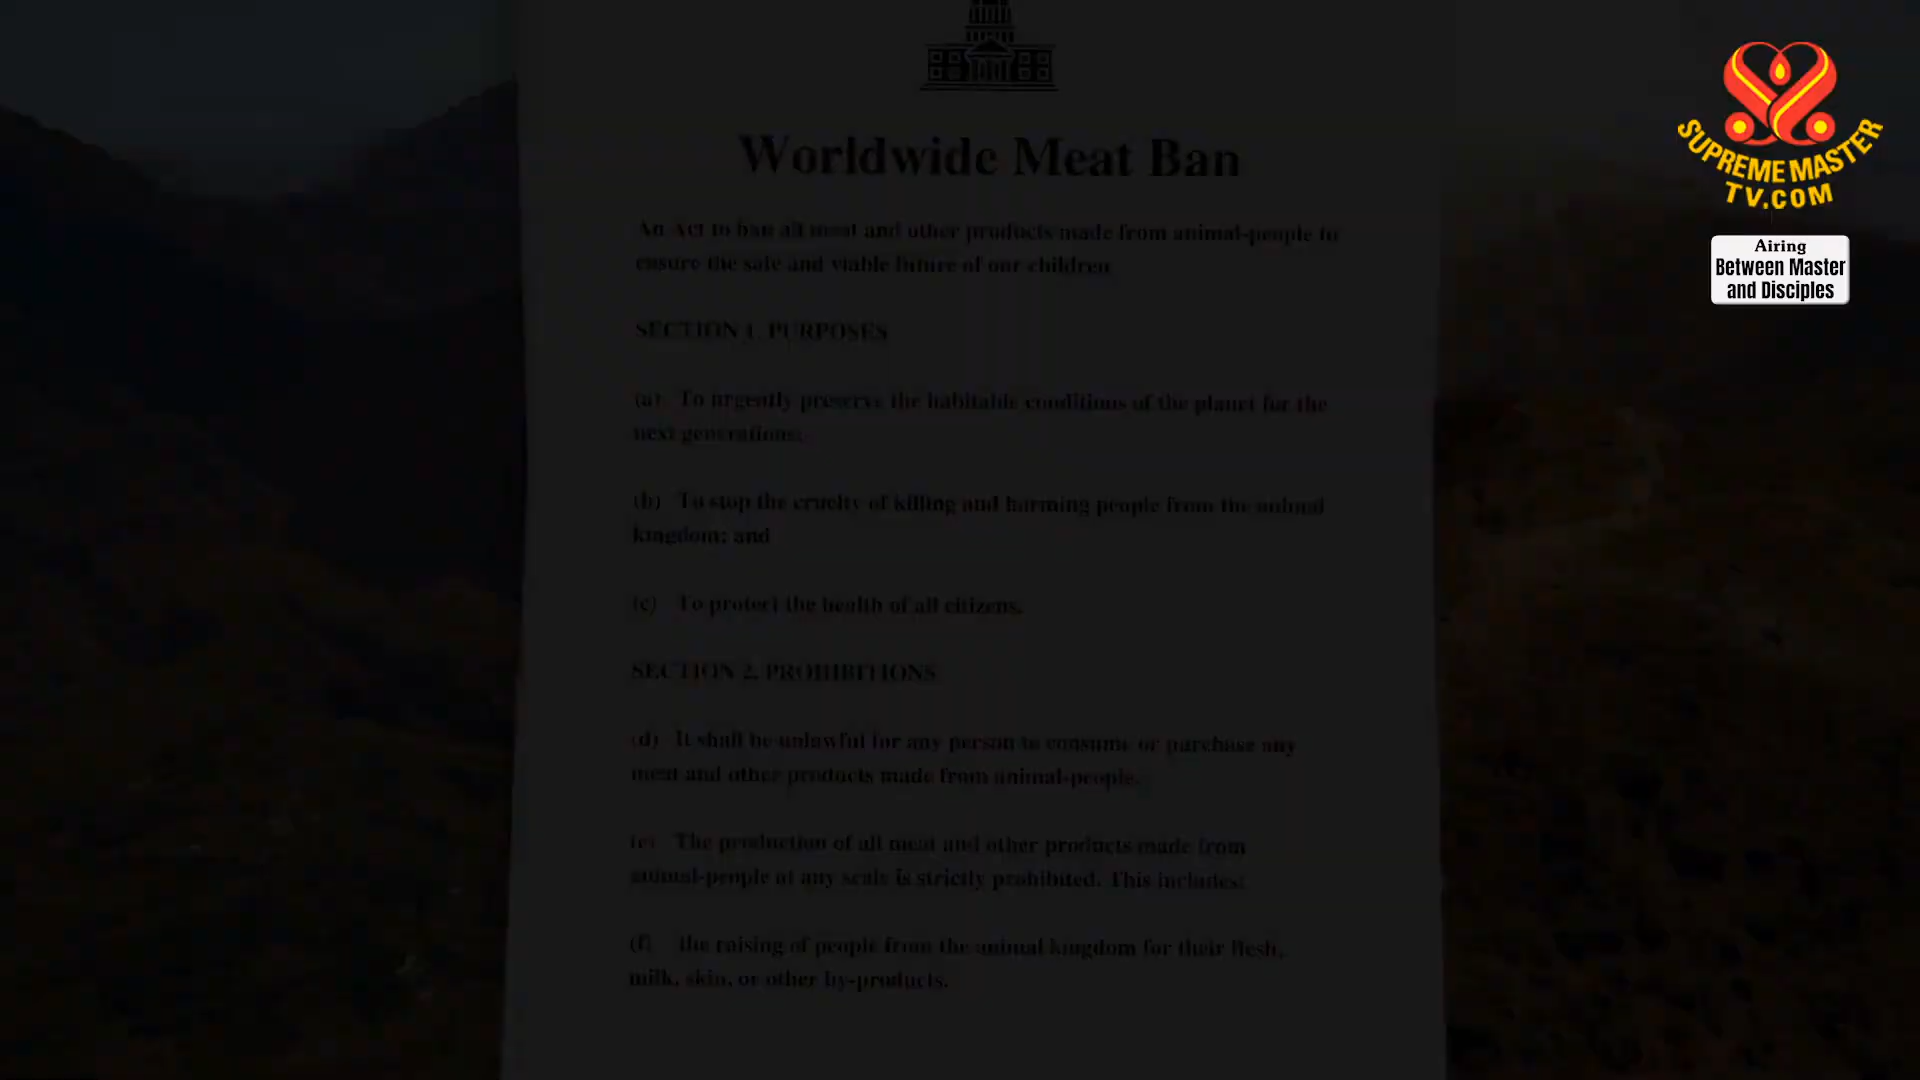 Worldwide Meat Ban
An Act to ban all meat and other products made from animal-people to
ensure the safe and viable future of our children
SECTION 1. PURPOSES
(a) To urgently preserve the habitable conditions of the planet for the
next generations;
(b) To stop the cruelty of killing and harming people from the animal
kingdom; and
(c) To protect the health of all citizens.
SECTION 2. PROHIBITIONS
(d) It shall be unlawful for any person to consume or purchase any
meat and other products made from animal-people.
(e) The production of all meat and other products made from
animal-people at any scale is strictly prohibited. This includes:
(f) the raising of people from the animal kingdom for their flesh,
milk, skin, or other by-products.
SUPREME MASTER
TV.COM
Airing
Between Master
and Disciples